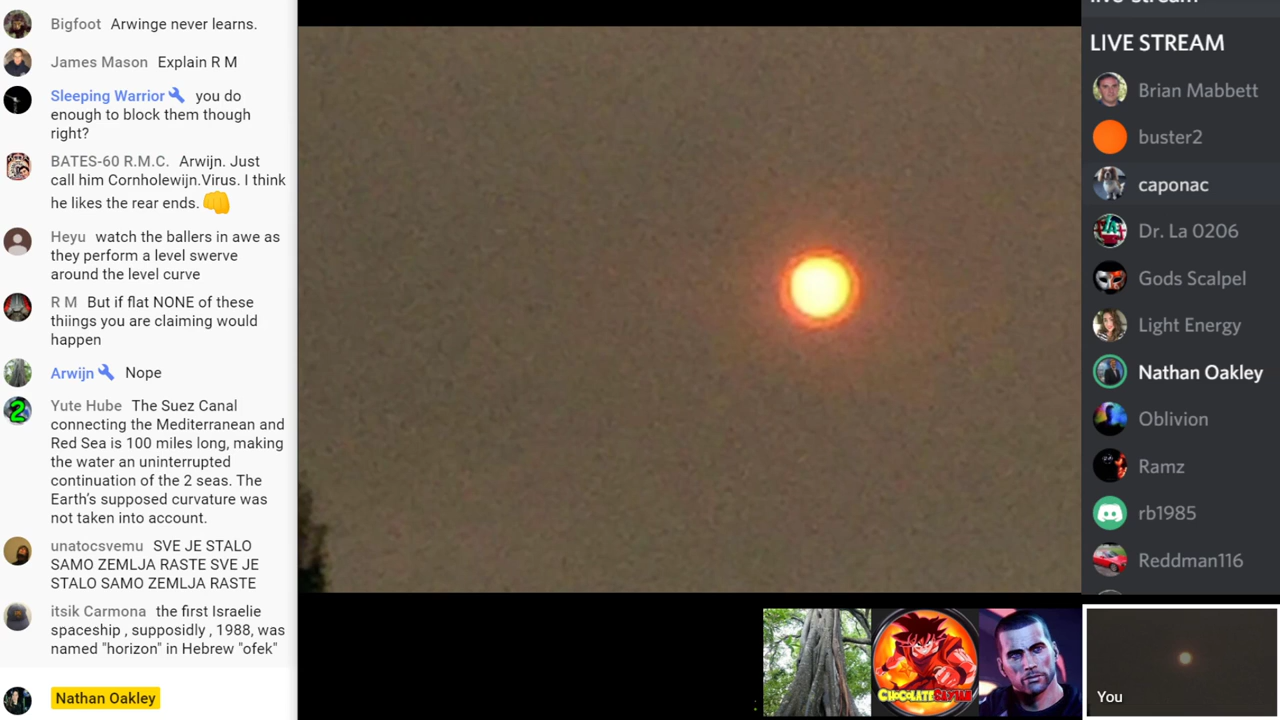 Bigfoot Arwinge never learns.
James Mason Explain R M
Sleeping Warrior you do
enough to block them though
right?
BATES-60 R.M.C. Arwijn. Just
call him Cornholewijn.Virus. I think
he likes the rear ends.
Heyu watch the ballers in awe as
they perform a level swerve
around the level curve
R M But if flat NONE of these
thiings you are claiming would
happen
Arwijn Nope
Yute Hube The Suez Canal
connecting the Mediterranean and
Red Sea is 100 miles long, making
the water an uninterrupted
continuation of the 2 seas. The
Earth's supposed curvature was
not taken into account.
unatocsvemu SVE JE STALO
SAMO ZEMLJA RASTE SVE JE
STALO SAMO ZEMLJA RASTE
itsik Carmona the first Israelie
spaceship , supposidly , 1988, was
named "horizon" in Hebrew "ofek"
Nathan Oakley
CHOCOLATE SAIYAN
You
live-stream
LIVE STREAM
Brian Mabbett
buster2
caponac
Dr. La 0206
Gods Scalpel
Light Energy
Nathan Oakley
Oblivion
Ramz
rb1985
Reddman116